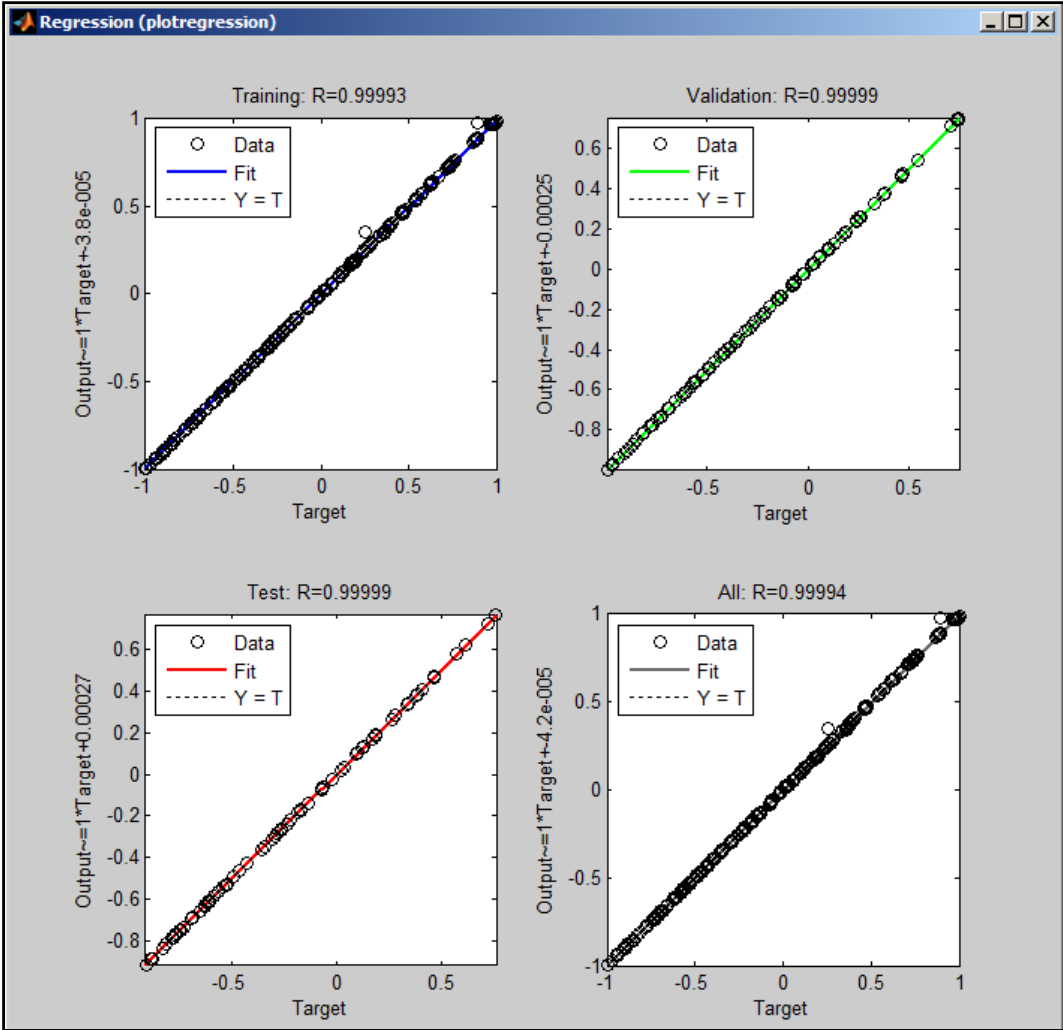 Regression (plotregression)
Training: R=0.99993
Output~=1*Target+-3.8e-005
Data
Fit
Y = T
1
0.5
0
-0.5
-1
-1 -0.5 0 0.5 1
Target
Validation: R=0.99999
Output~=1*Target+-0.00025
Data
Fit
Y = T
0.6
0.4
0.2
0
-0.2
-0.4
-0.6
-0.8
-0.5 0 0.5
Target
Test: R=0.99999
Output~=1*Target+0.00027
Data
Fit
Y = T
0.6
0.4
0.2
0
-0.2
-0.4
-0.6
-0.8
-0.5 0 0.5
Target
All: R=0.99994
Output~=1*Target+-4.2e-005
Data
Fit
Y = T
1
0.5
0
-0.5
-1
-1 -0.5 0 0.5 1
Target